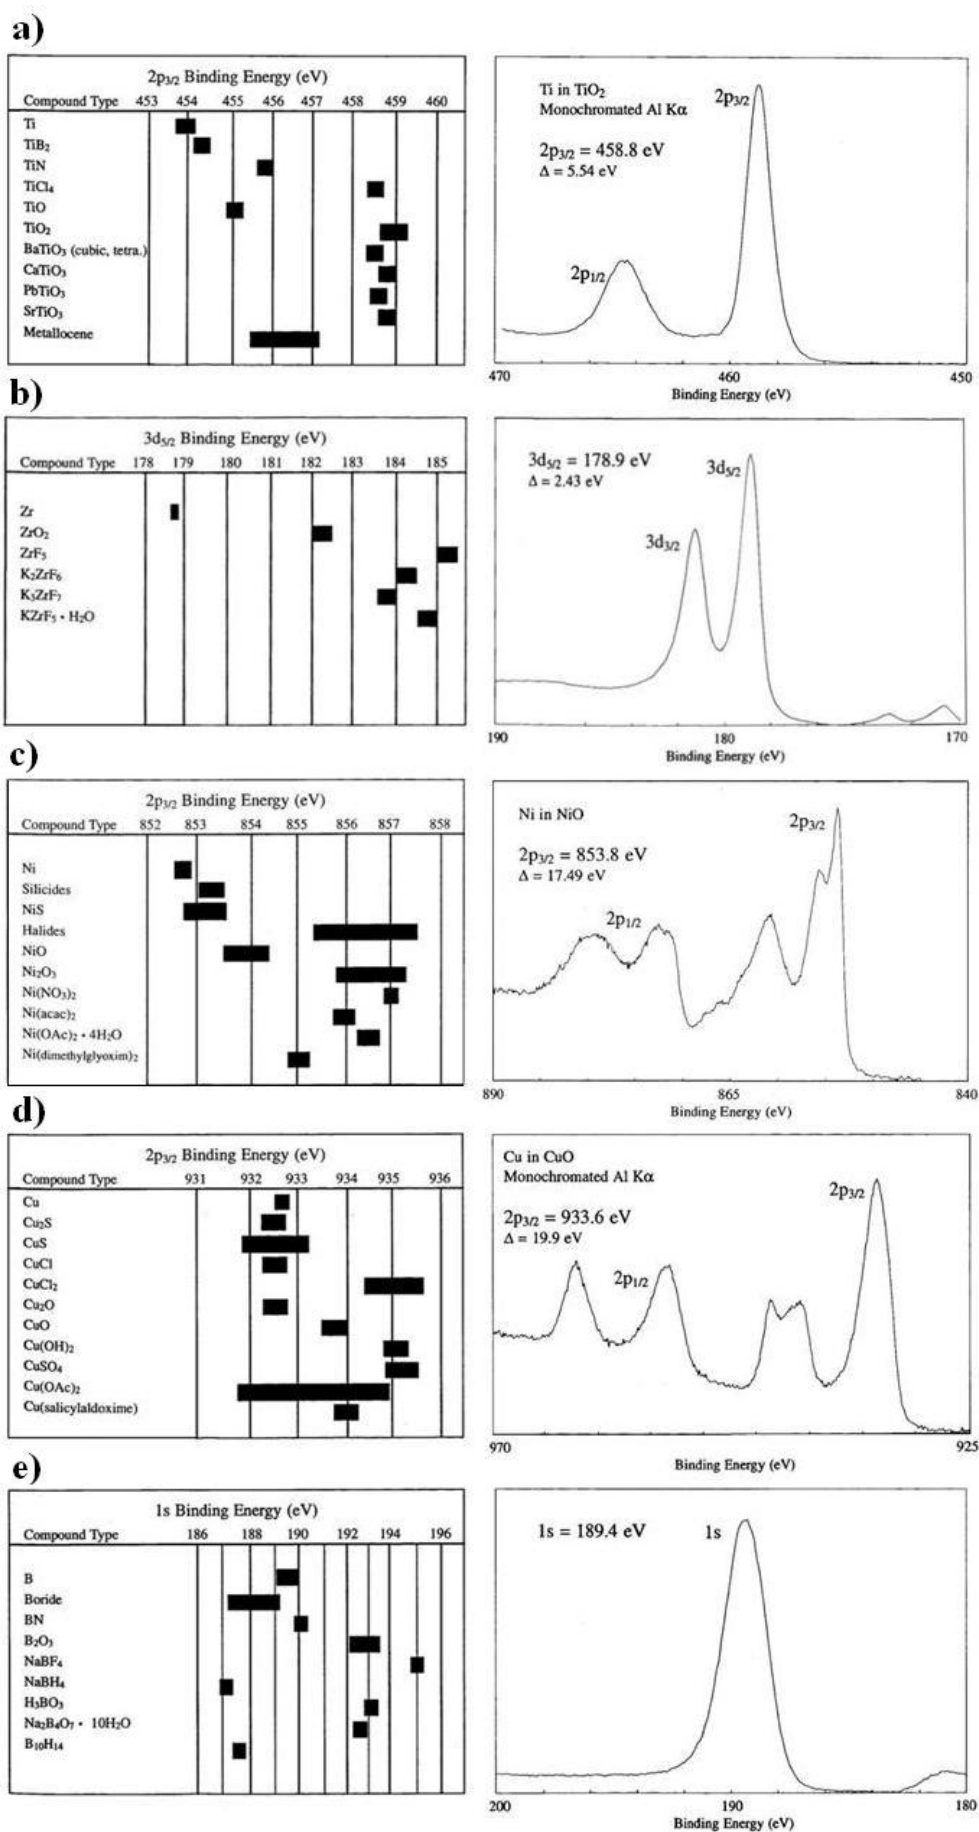 a)
2p₃/₂ Binding Energy (eV)
Compound Type 453 454 455 456 457 458 459 460
Ti
TiB₂
TiN
TiCl₄
TiO
TiO₂
BaTiO₃ (cubic, tetra.)
CaTiO₃
PbTiO₃
SrTiO₃
Metallocene
Ti in TiO₂
Monochromated Al Kα
2p₃/₂ = 458.8 eV
Δ = 5.54 eV
2p₃/₂
2p₁/₂
470 460 450
Binding Energy (eV)
b)
3d₅/₂ Binding Energy (eV)
Compound Type 178 179 180 181 182 183 184 185
Zr
ZrO₂
ZrF₅
K₂ZrF₆
K₃ZrF₇
KZrF₅ • H₂O
3d₅/₂ = 178.9 eV
Δ = 2.43 eV
3d₅/₂
3d₃/₂
190 180 170
Binding Energy (eV)
c)
2p₃/₂ Binding Energy (eV)
Compound Type 852 853 854 855 856 857 858
Ni
Silicides
NiS
Halides
NiO
Ni₂O₃
Ni(NO₃)₂
Ni(acac)₂
Ni(OAc)₂ • 4H₂O
Ni(dimethylglyoxim)₂
Ni in NiO
2p₃/₂ = 853.8 eV
Δ = 17.49 eV
2p₃/₂
2p₁/₂
890 865 840
Binding Energy (eV)
d)
2p₃/₂ Binding Energy (eV)
Compound Type 931 932 933 934 935 936
Cu
Cu₂S
CuS
CuCl
CuCl₂
Cu₂O
CuO
Cu(OH)₂
CuSO₄
Cu(OAc)₂
Cu(salicylaldoxime)
Cu in CuO
Monochromated Al Kα
2p₃/₂ = 933.6 eV
Δ = 19.9 eV
2p₃/₂
2p₁/₂
970 925
Binding Energy (eV)
e)
1s Binding Energy (eV)
Compound Type 186 188 190 192 194 196
B
Boride
BN
B₂O₃
NaBF₄
NaBH₄
H₃BO₃
Na₂B₄O₇ • 10H₂O
B₁₀H₁₄
1s = 189.4 eV
1s
200 190 180
Binding Energy (eV)